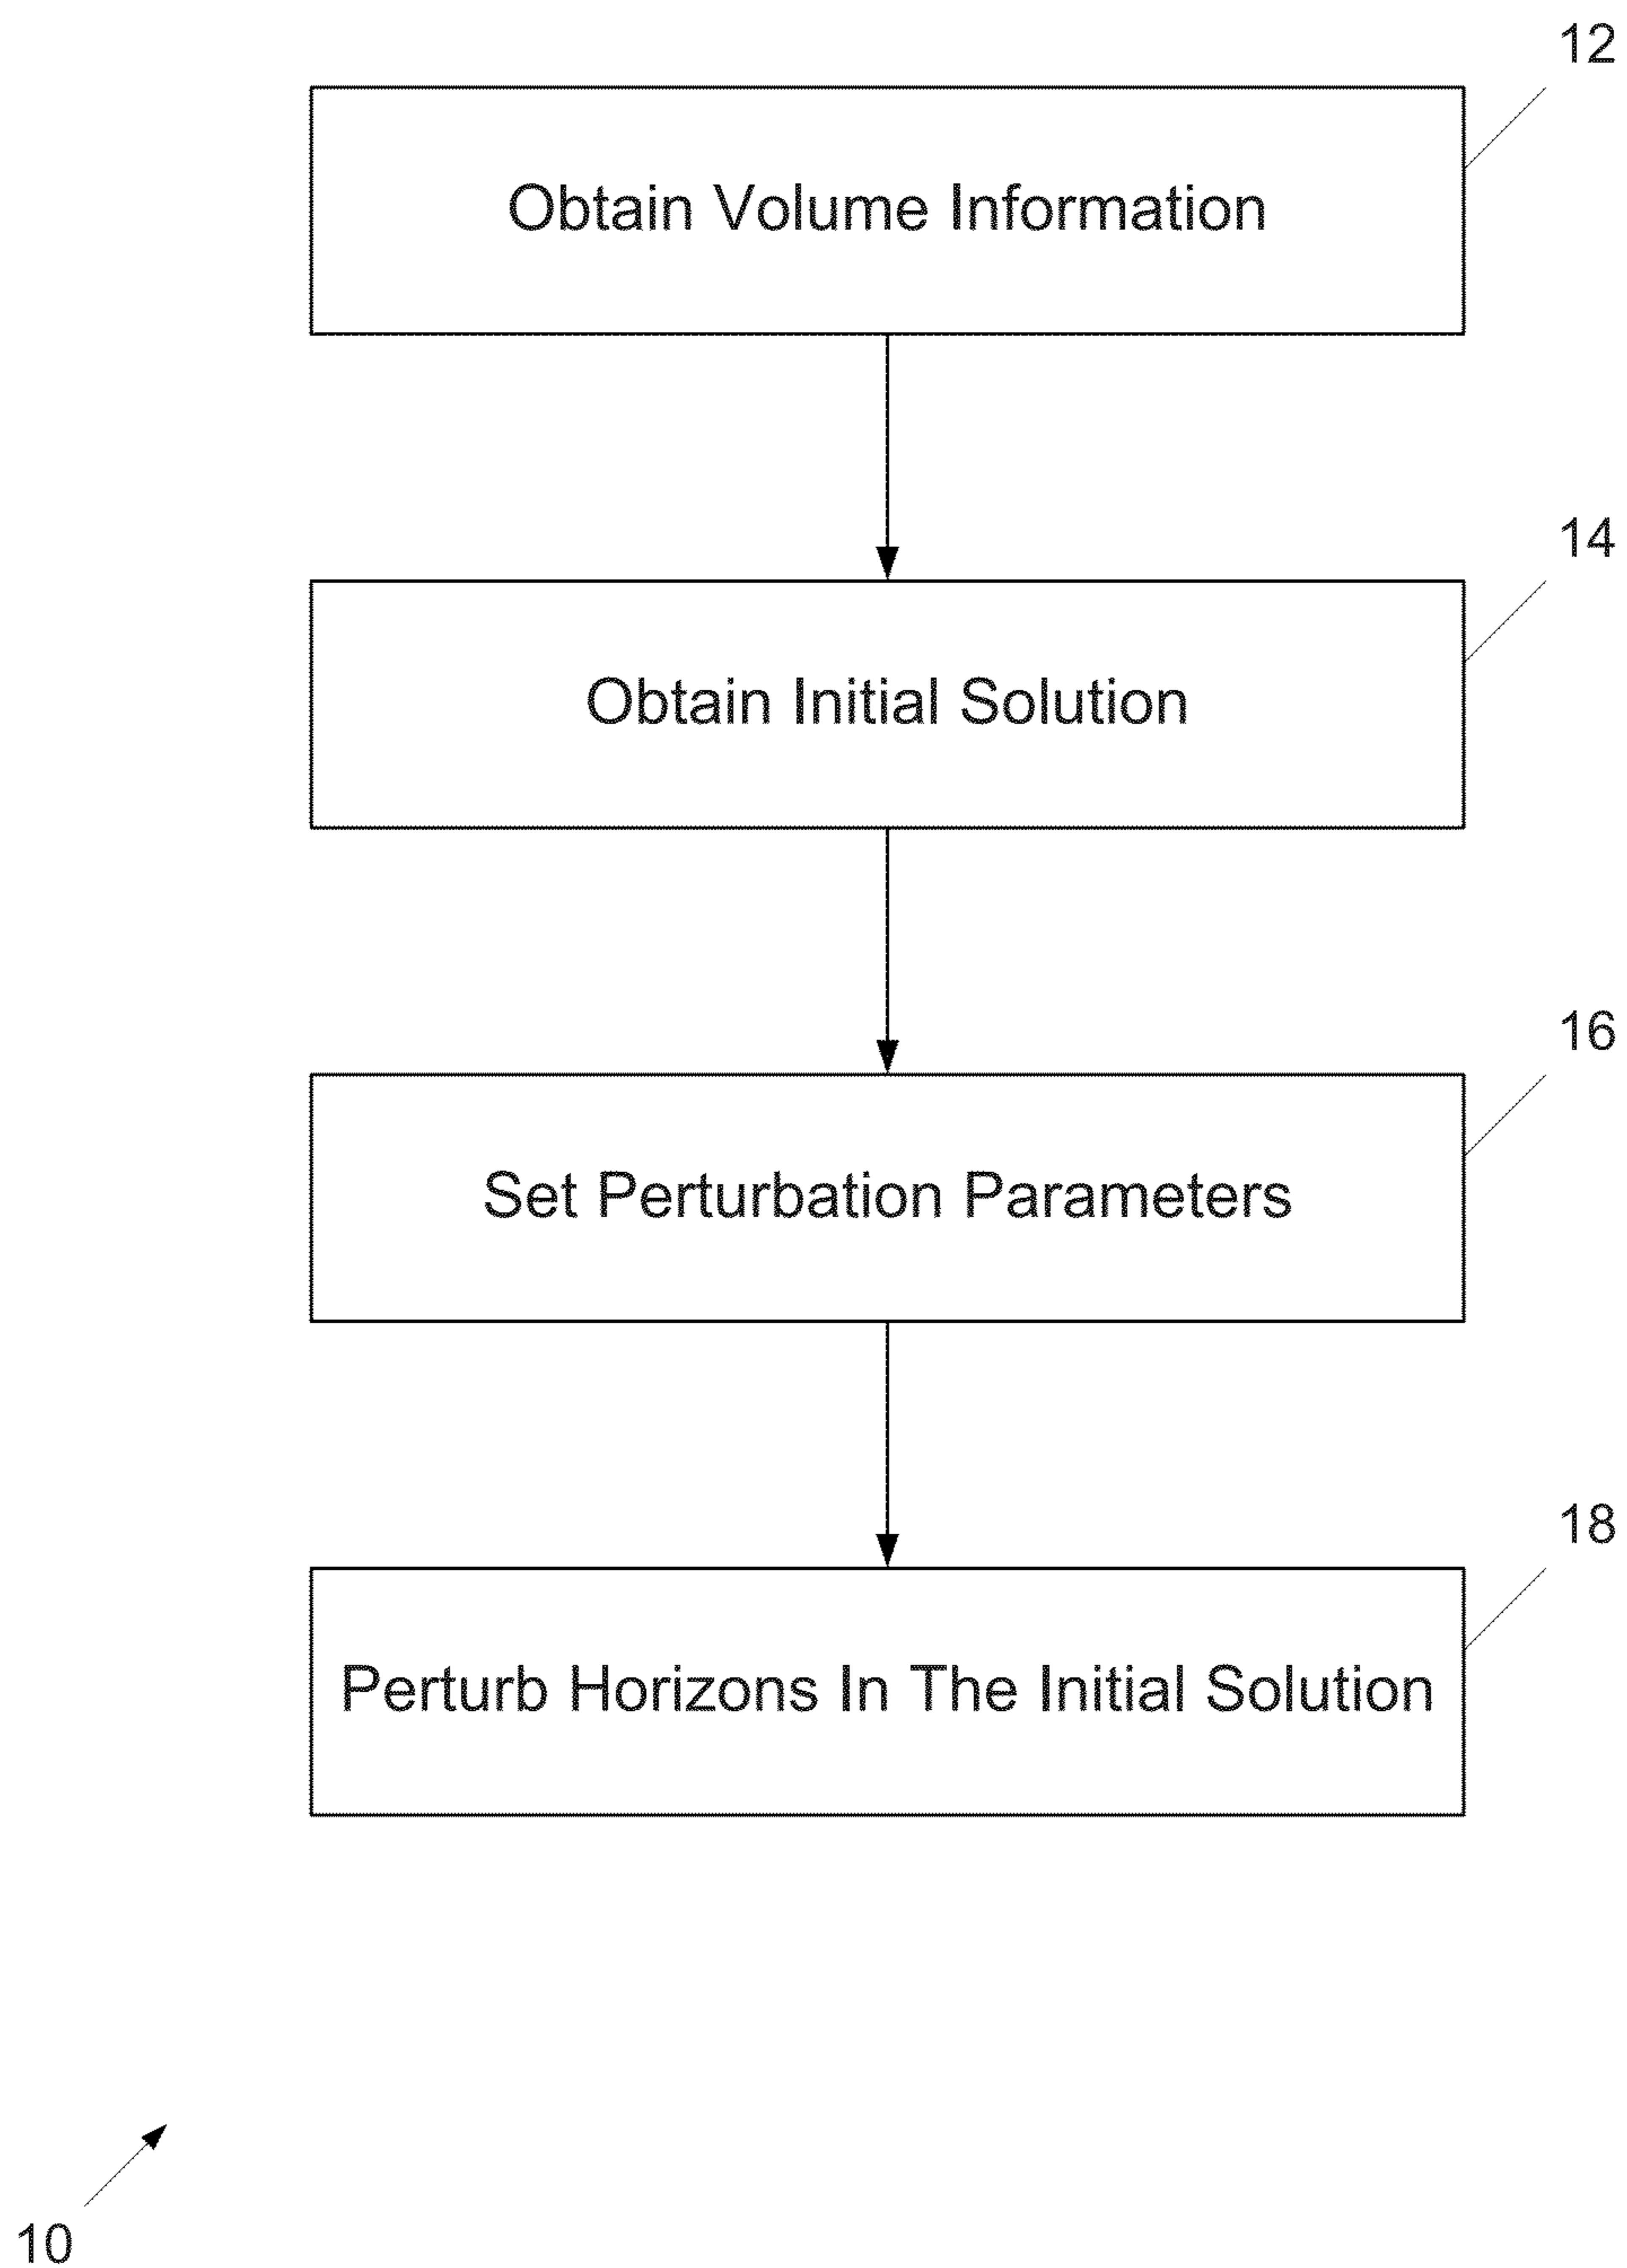 12
Obtain Volume Information
14
Obtain Initial Solution
16
Set Perturbation Parameters
18
Perturb Horizons In The Initial Solution
10